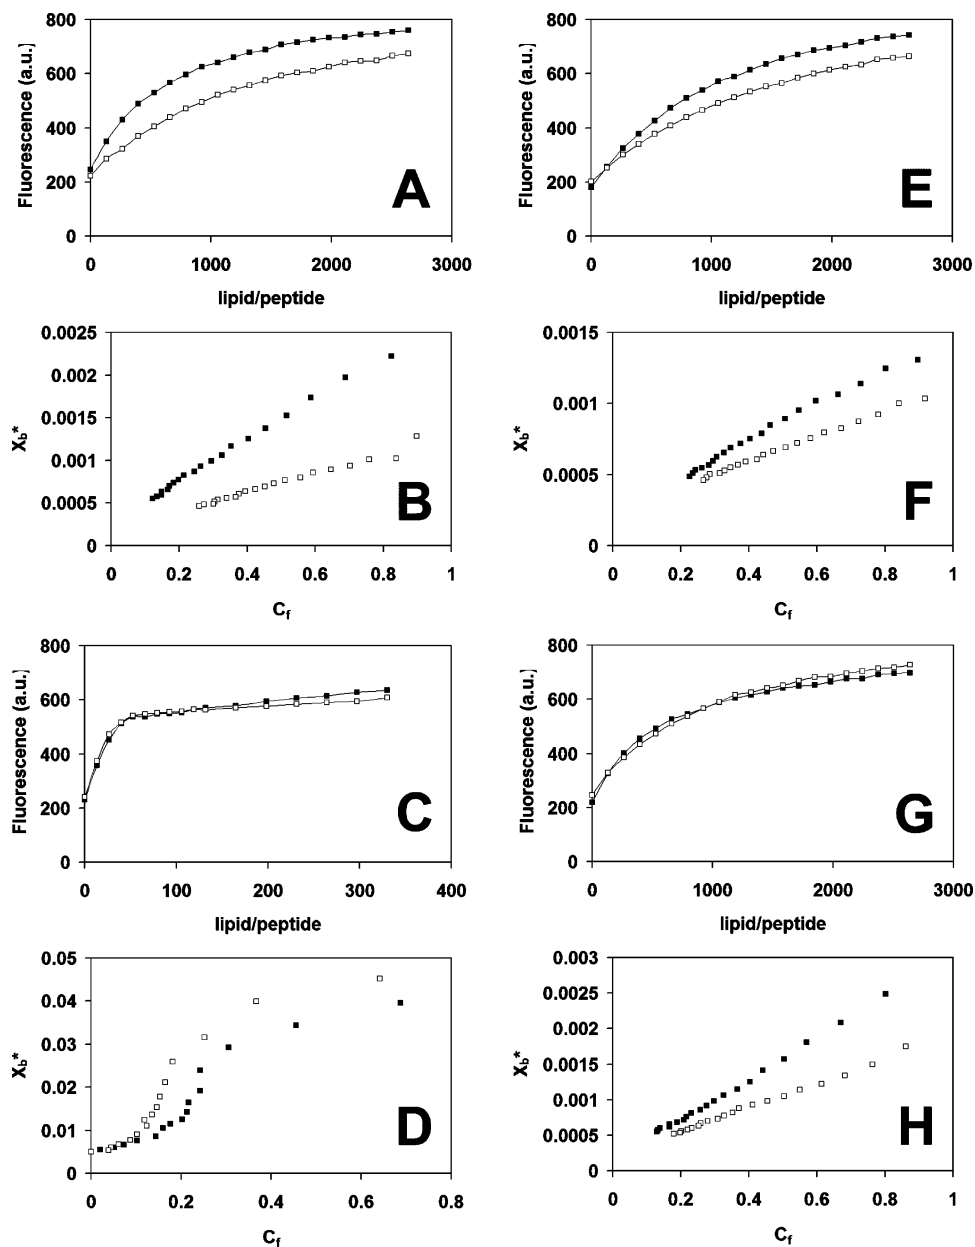 800
600
400
200
0
Fluorescence (a.u.)
A
0 1000 2000 3000
lipid/peptide
800
600
400
200
0
Fluorescence (a.u.)
E
0 1000 2000 3000
lipid/peptide
0.0025
0.002
0.0015
0.001
0.0005
0
Xb*
B
0 0.2 0.4 0.6 0.8 1
Cf
0.0015
0.001
0.0005
0
Xb*
F
0 0.2 0.4 0.6 0.8 1
Cf
800
600
400
200
0
Fluorescence (a.u.)
C
0 100 200 300 400
lipid/peptide
800
600
400
200
0
Fluorescence (a.u.)
G
0 1000 2000 3000
lipid/peptide
0.05
0.04
0.03
0.02
0.01
0
Xb*
D
0 0.2 0.4 0.6 0.8
Cf
0.003
0.0025
0.002
0.0015
0.001
0.0005
0
Xb*
H
0 0.2 0.4 0.6 0.8 1
Cf